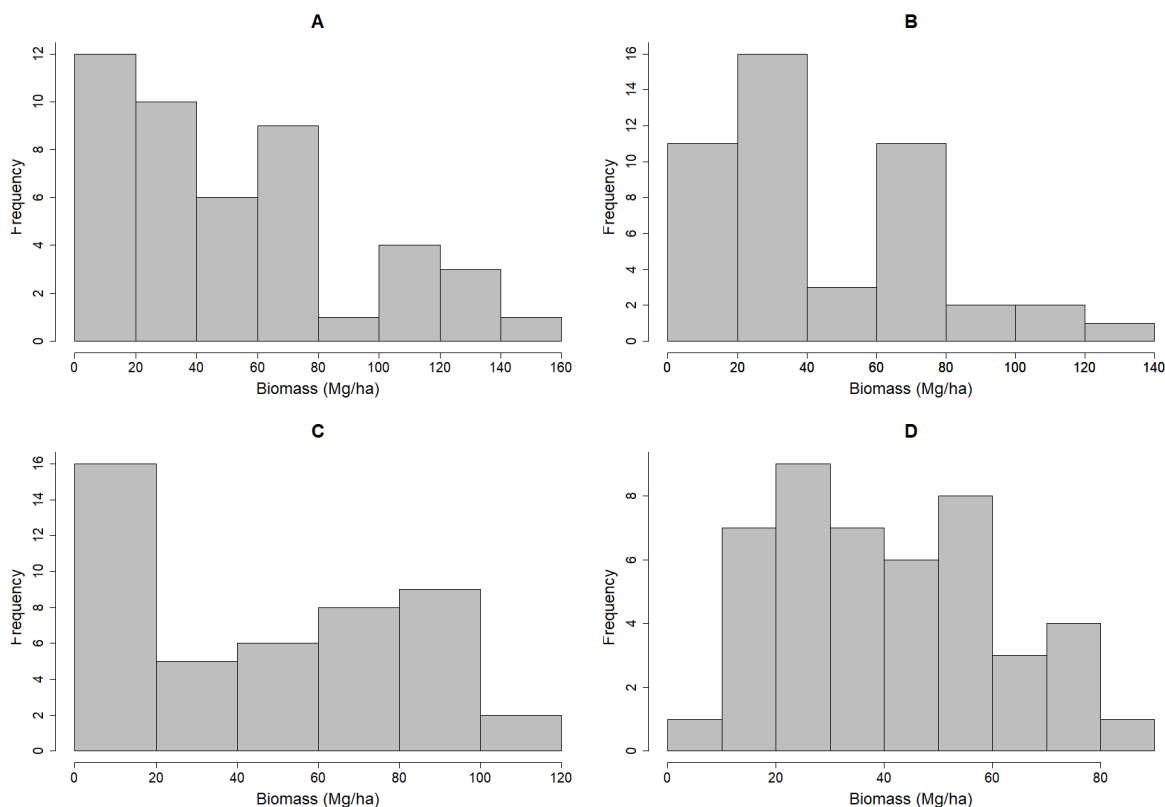 A
Frequency
0 2 4 6 8 10 12
0 20 40 60 80 100 120 140 160
Biomass (Mg/ha)
B
Frequency
0 2 4 6 8 10 12 14 16
0 20 40 60 80 100 120 140
Biomass (Mg/ha)
C
Frequency
0 2 4 6 8 10 12 14 16
0 20 40 60 80 100 120
Biomass (Mg/ha)
D
Frequency
0 2 4 6 8
0 20 40 60 80
Biomass (Mg/ha)